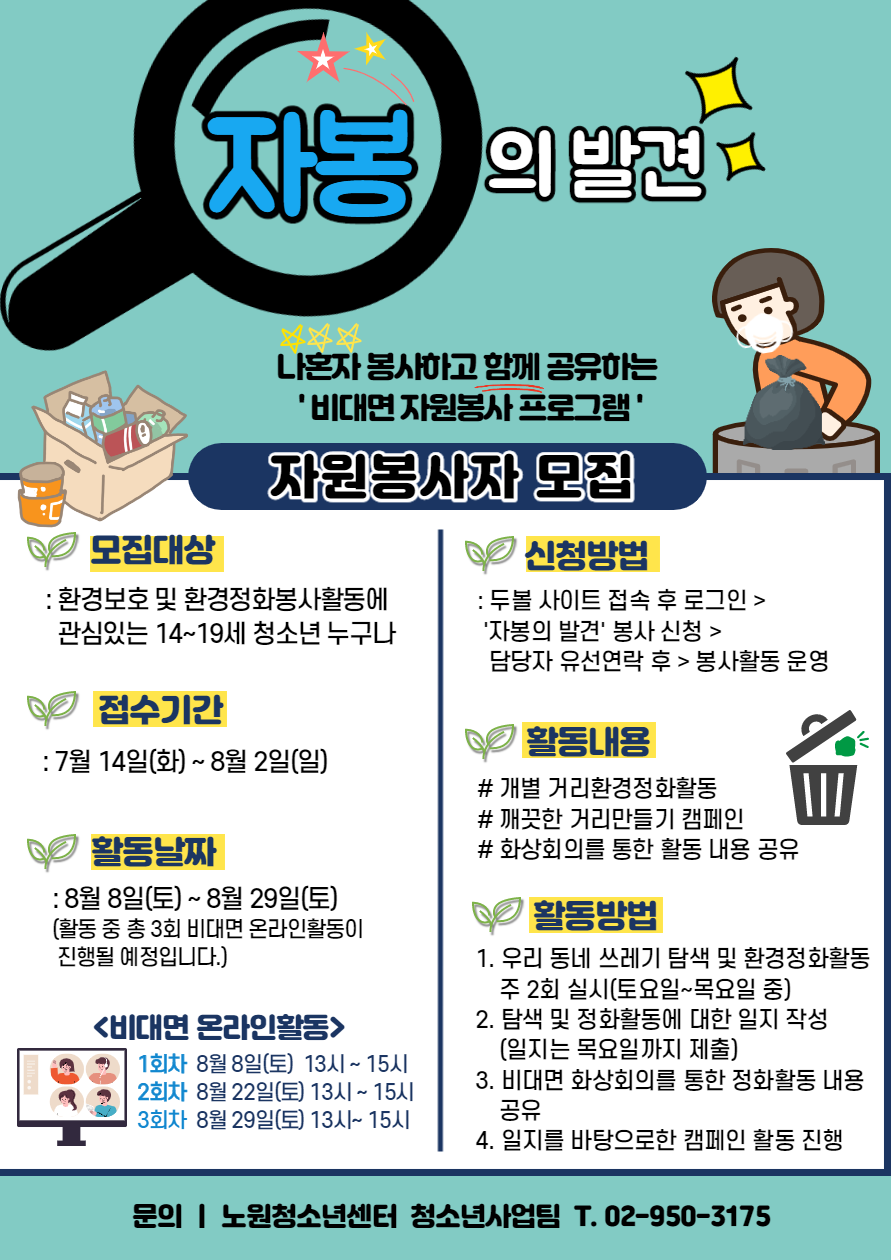 자봉의 발견
나혼자 봉사하고 함께 공유하는
' 비대면 자원봉사 프로그램 '
자원봉사자 모집
모집대상
: 환경보호 및 환경정화봉사활동에
관심있는 14~19세 청소년 누구나
접수기간
: 7월 14일(화) ~ 8월 2일(일)
활동날짜
: 8월 8일(토) ~ 8월 29일(토)
(활동 중 총 3회 비대면 온라인활동이
진행될 예정입니다.)
<비대면 온라인활동>
1회차 8월 8일(토) 13시 ~ 15시
2회차 8월 22일(토) 13시 ~ 15시
3회차 8월 29일(토) 13시~ 15시
신청방법
: 두볼 사이트 접속 후 로그인 >
'자봉의 발견' 봉사 신청 >
담당자 유선연락 후 > 봉사활동 운영
활동내용
# 개별 거리환경정화활동
# 깨끗한 거리만들기 캠페인
# 화상회의를 통한 활동 내용 공유
활동방법
1. 우리 동네 쓰레기 탐색 및 환경정화활동
주 2회 실시(토요일~목요일 중)
2. 탐색 및 정화활동에 대한 일지 작성
(일지는 목요일까지 제출)
3. 비대면 화상회의를 통한 정화활동 내용
공유
4. 일지를 바탕으로한 캠페인 활동 진행
문의 | 노원청소년센터 청소년사업팀 T. 02-950-3175